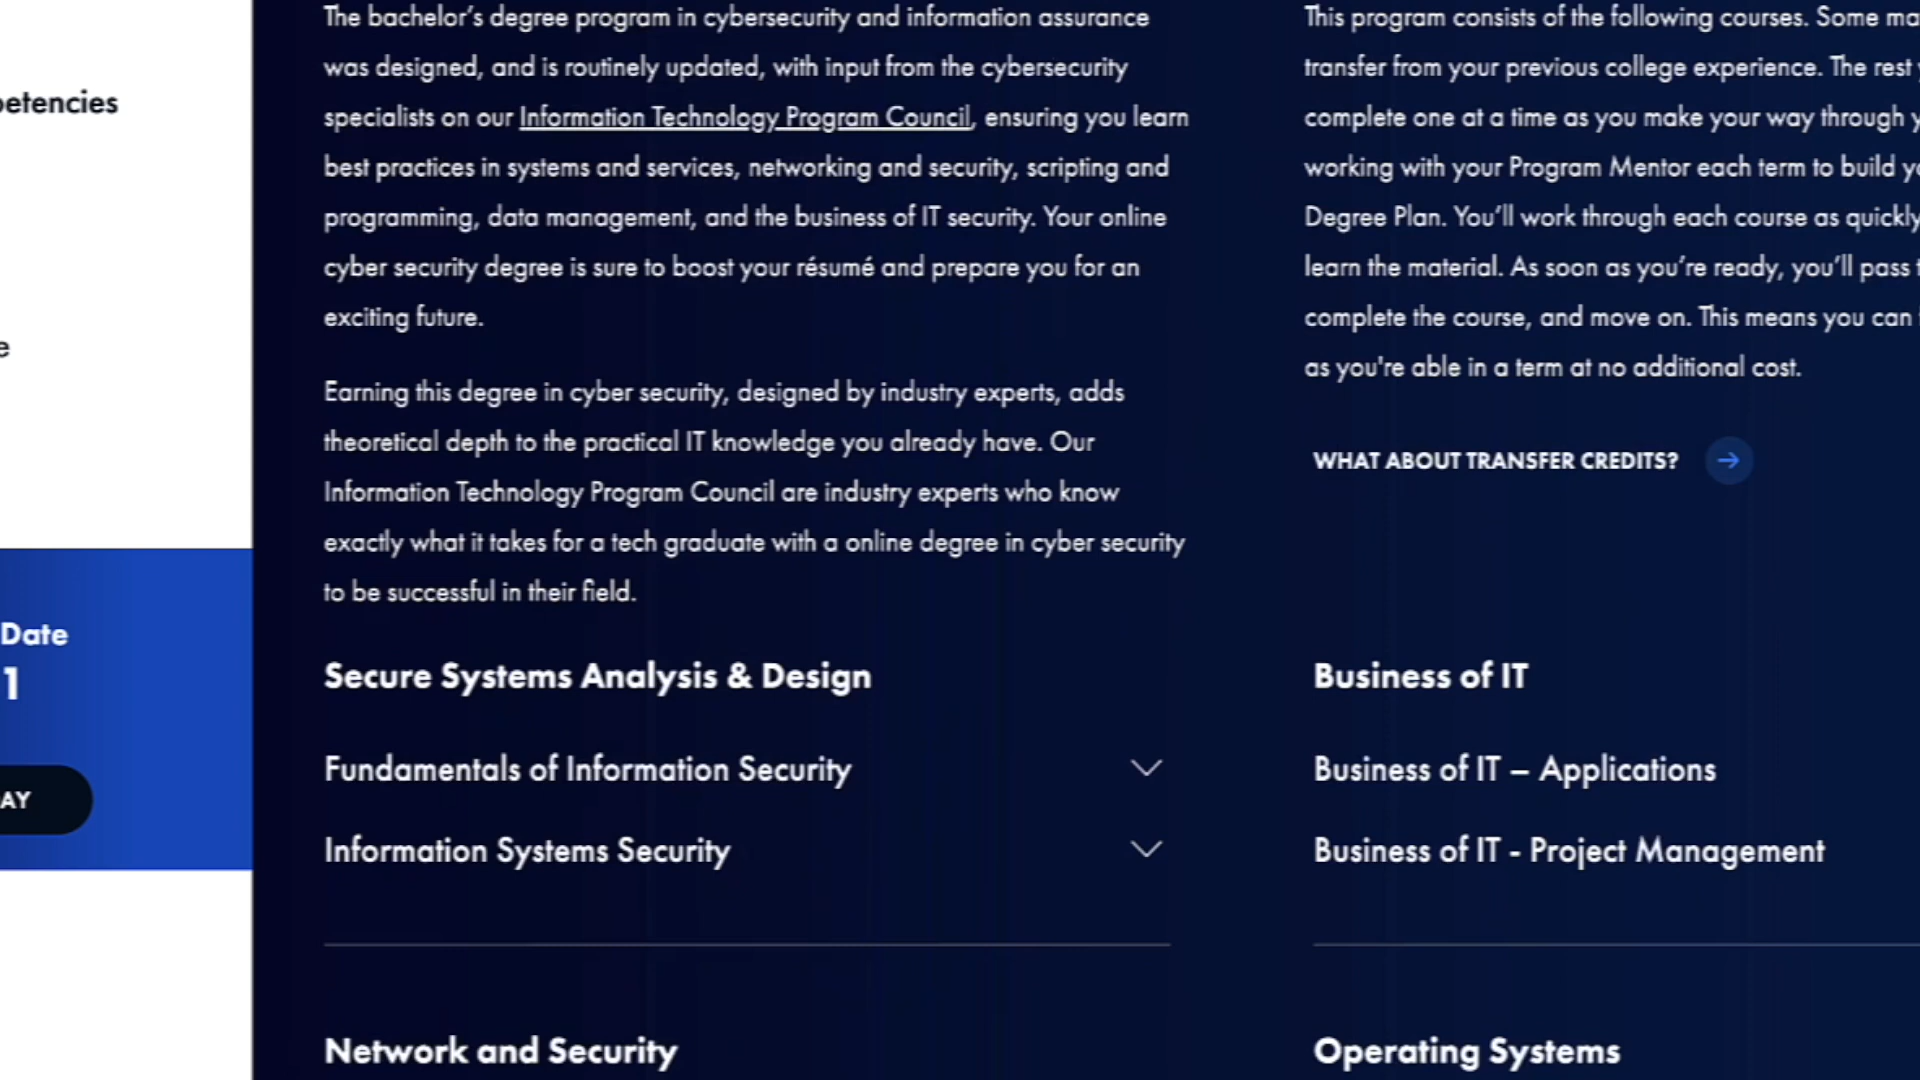 petencies
e
Date
1
AY
The bachelor’s degree program in cybersecurity and information assurance
was designed, and is routinely updated, with input from the cybersecurity
specialists on our Information Technology Program Council, ensuring you learn
best practices in systems and services, networking and security, scripting and
programming, data management, and the business of IT security. Your online
cyber security degree is sure to boost your résumé and prepare you for an
exciting future.
Earning this degree in cyber security, designed by industry experts, adds
theoretical depth to the practical IT knowledge you already have. Our
Information Technology Program Council are industry experts who know
exactly what it takes for a tech graduate with a online degree in cyber security
to be successful in their field.
This program consists of the following courses. Some ma
transfer from your previous college experience. The rest
complete one at a time as you make your way through y
working with your Program Mentor each term to build yo
Degree Plan. You’ll work through each course as quickly
learn the material. As soon as you’re ready, you’ll pass t
complete the course, and move on. This means you can
as you're able in a term at no additional cost.
WHAT ABOUT TRANSFER CREDITS?
Secure Systems Analysis & Design
Fundamentals of Information Security
Information Systems Security
Business of IT
Business of IT – Applications
Business of IT - Project Management
Network and Security
Operating Systems